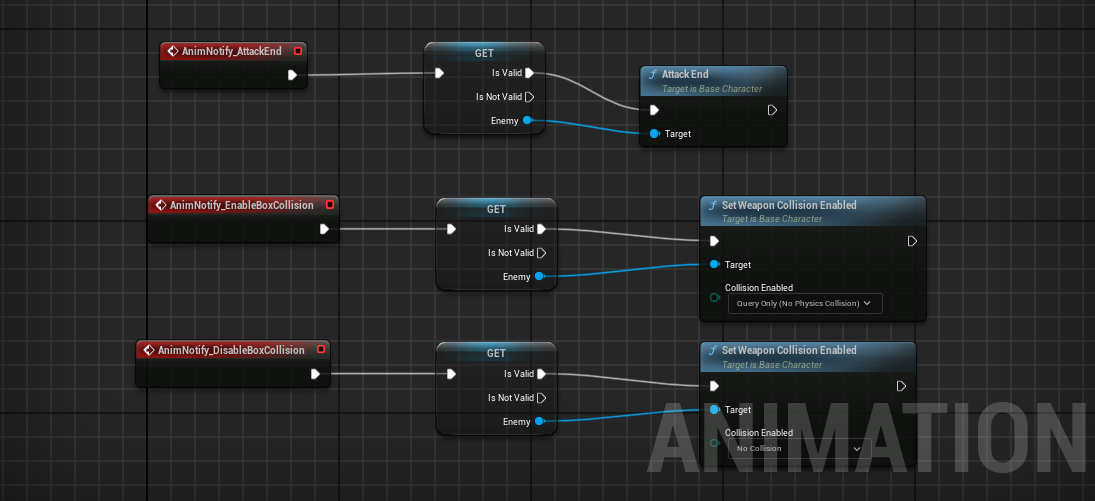 AnimNotify_AttackEnd
GET
Is Valid
Is Not Valid
Enemy
Attack End
Target is Base Character
Target
AnimNotify_EnableBoxCollision
GET
Is Valid
Is Not Valid
Enemy
Set Weapon Collision Enabled
Target is Base Character
Target
Collision Enabled
Query Only (No Physics Collision)
AnimNotify_DisableBoxCollision
GET
Is Valid
Is Not Valid
Enemy
Set Weapon Collision Enabled
Target is Base Character
Target
Collision Enabled
No Collision
ANIMATION